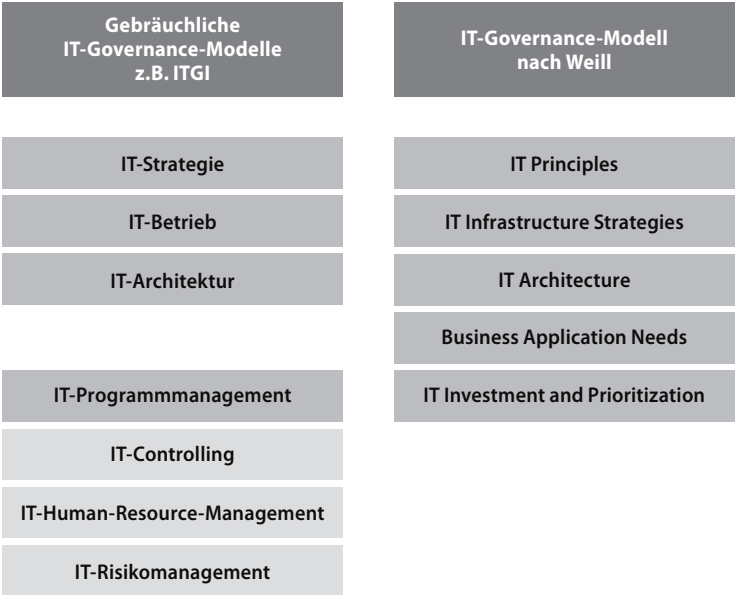 Gebräuchliche
IT-Governance-Modelle
z.B. ITGI
IT-Strategie
IT-Betrieb
IT-Architektur
IT-Programmmanagement
IT-Controlling
IT-Human-Resource-Management
IT-Risikomanagement
IT-Governance-Modell
nach Weill
IT Principles
IT Infrastructure Strategies
IT Architecture
Business Application Needs
IT Investment and Prioritization